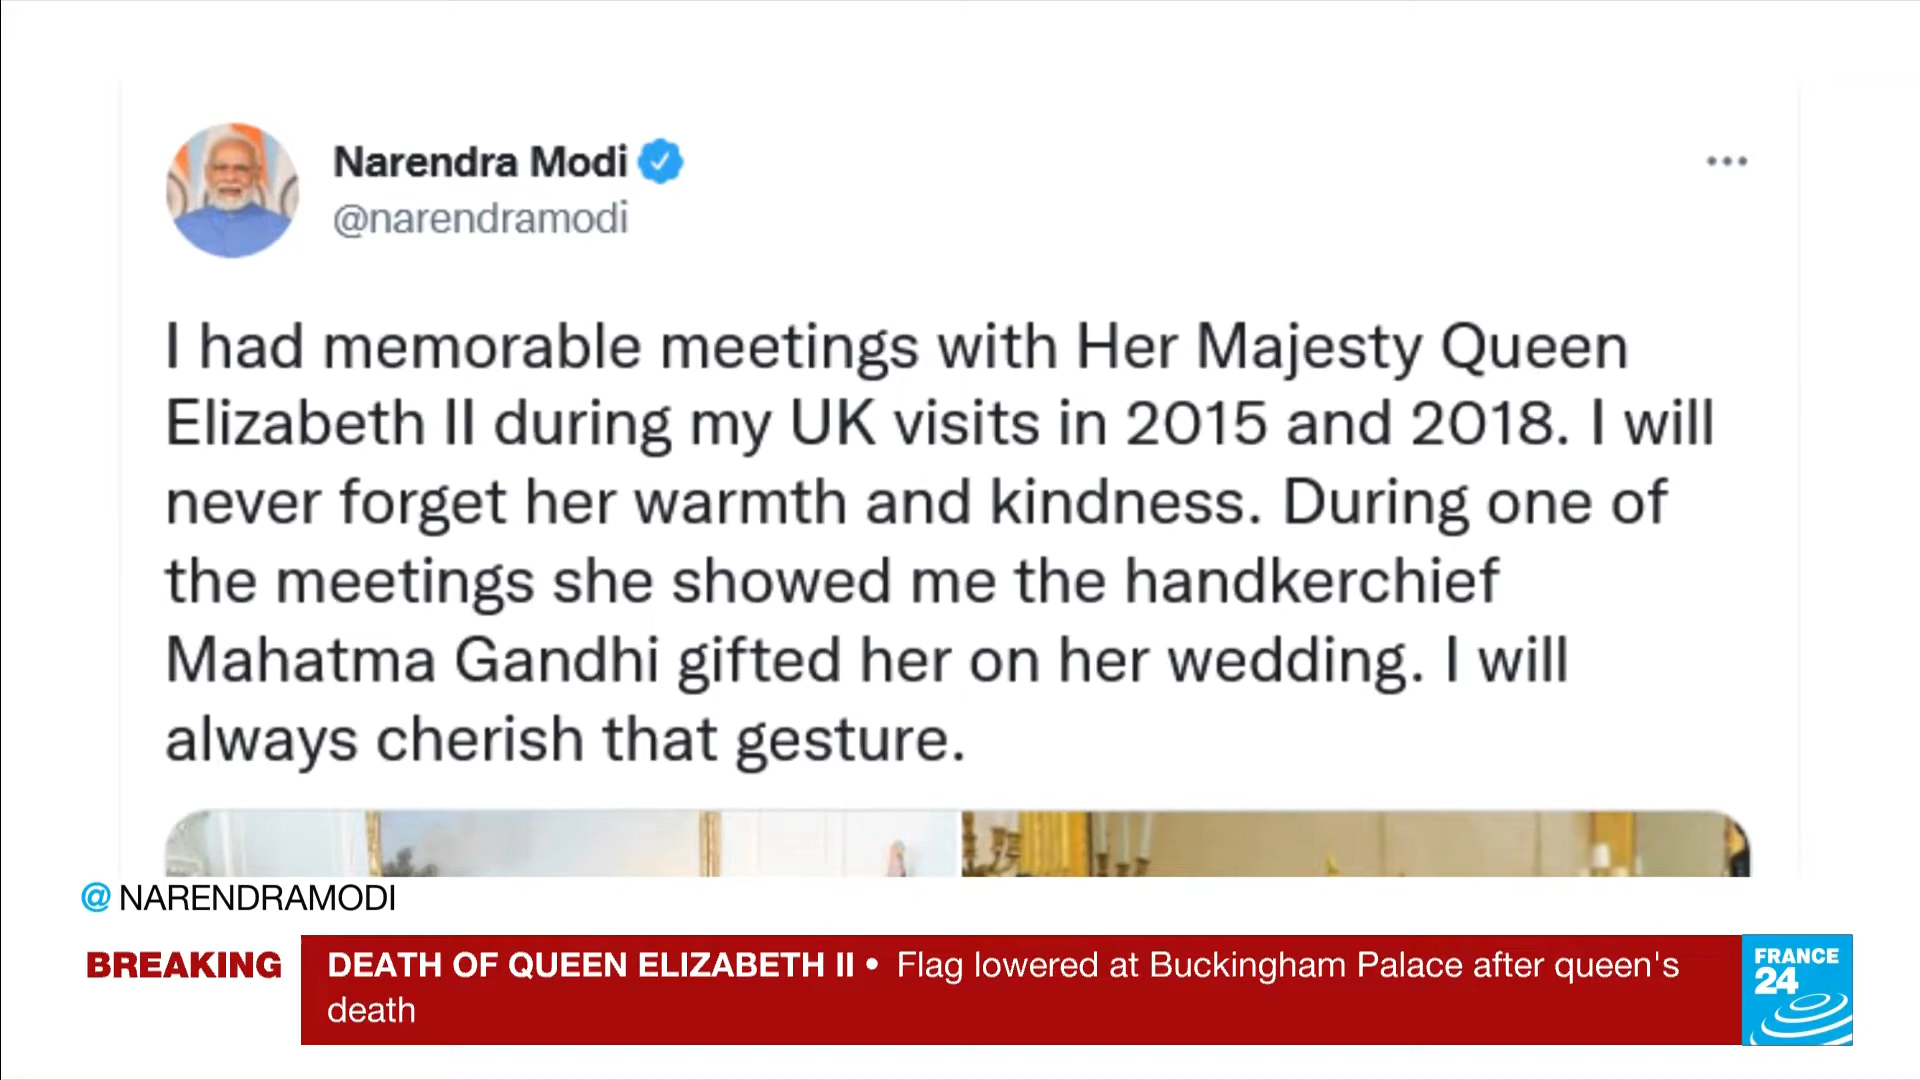 Narendra Modi
@narendramodi
I had memorable meetings with Her Majesty Queen
Elizabeth II during my UK visits in 2015 and 2018. I will
never forget her warmth and kindness. During one of
the meetings she showed me the handkerchief
Mahatma Gandhi gifted her on her wedding. I will
always cherish that gesture.
@ NARENDRAMODI
BREAKING
DEATH OF QUEEN ELIZABETH II • Flag lowered at Buckingham Palace after queen's
death
FRANCE
24